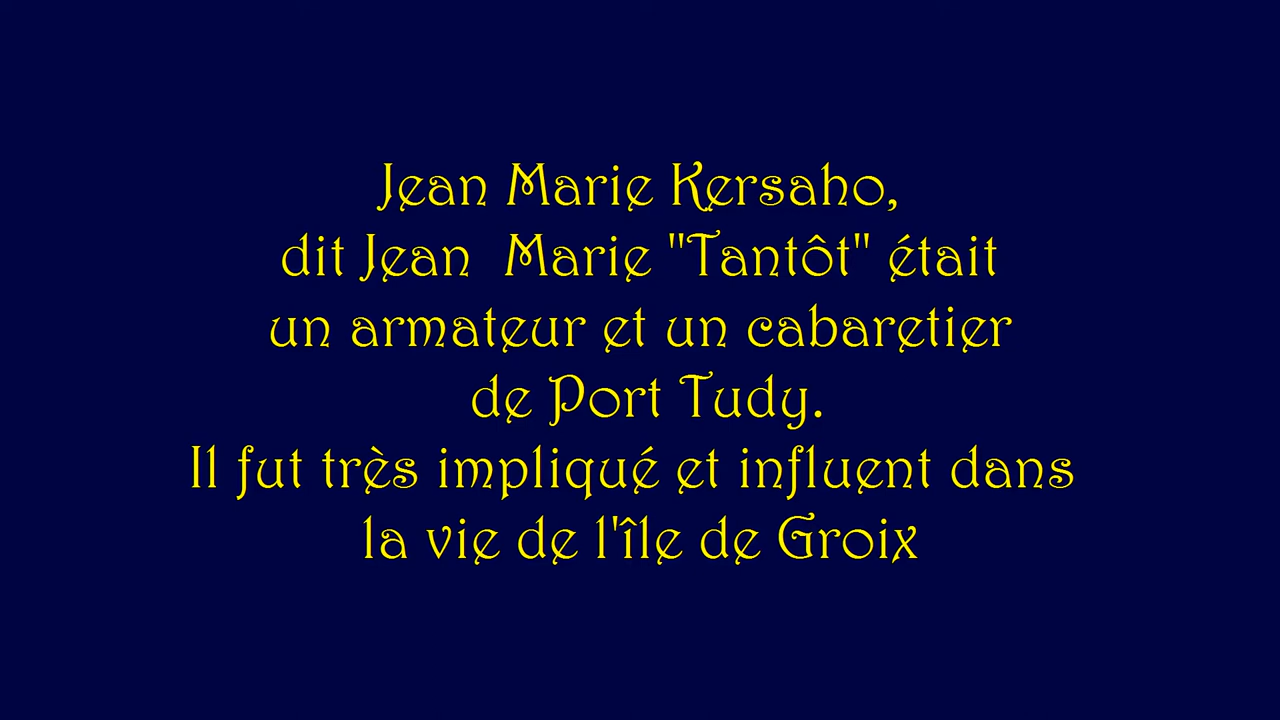 Jean Marie Kersaho,
dit Jean  Marie "Tantôt" était
un armateur et un cabaretier
de Port Tudy.
Il fut très impliqué et influent dans
la vie de l'île de Groix